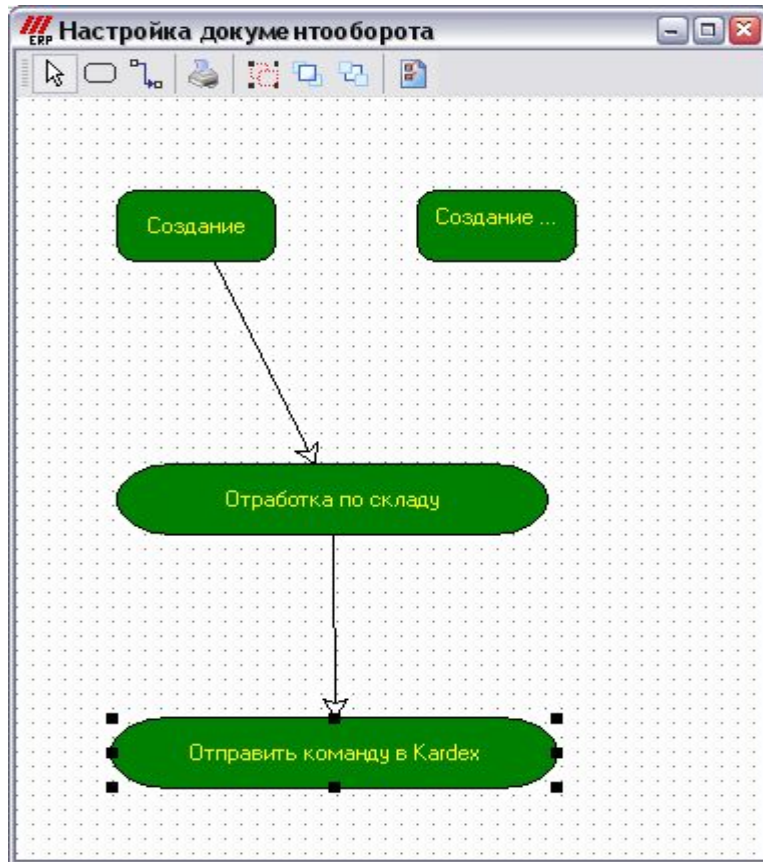 ERP Настройка документооборота
Создание
Создание ...
Отработка по складу
Отправить команду в Kardex